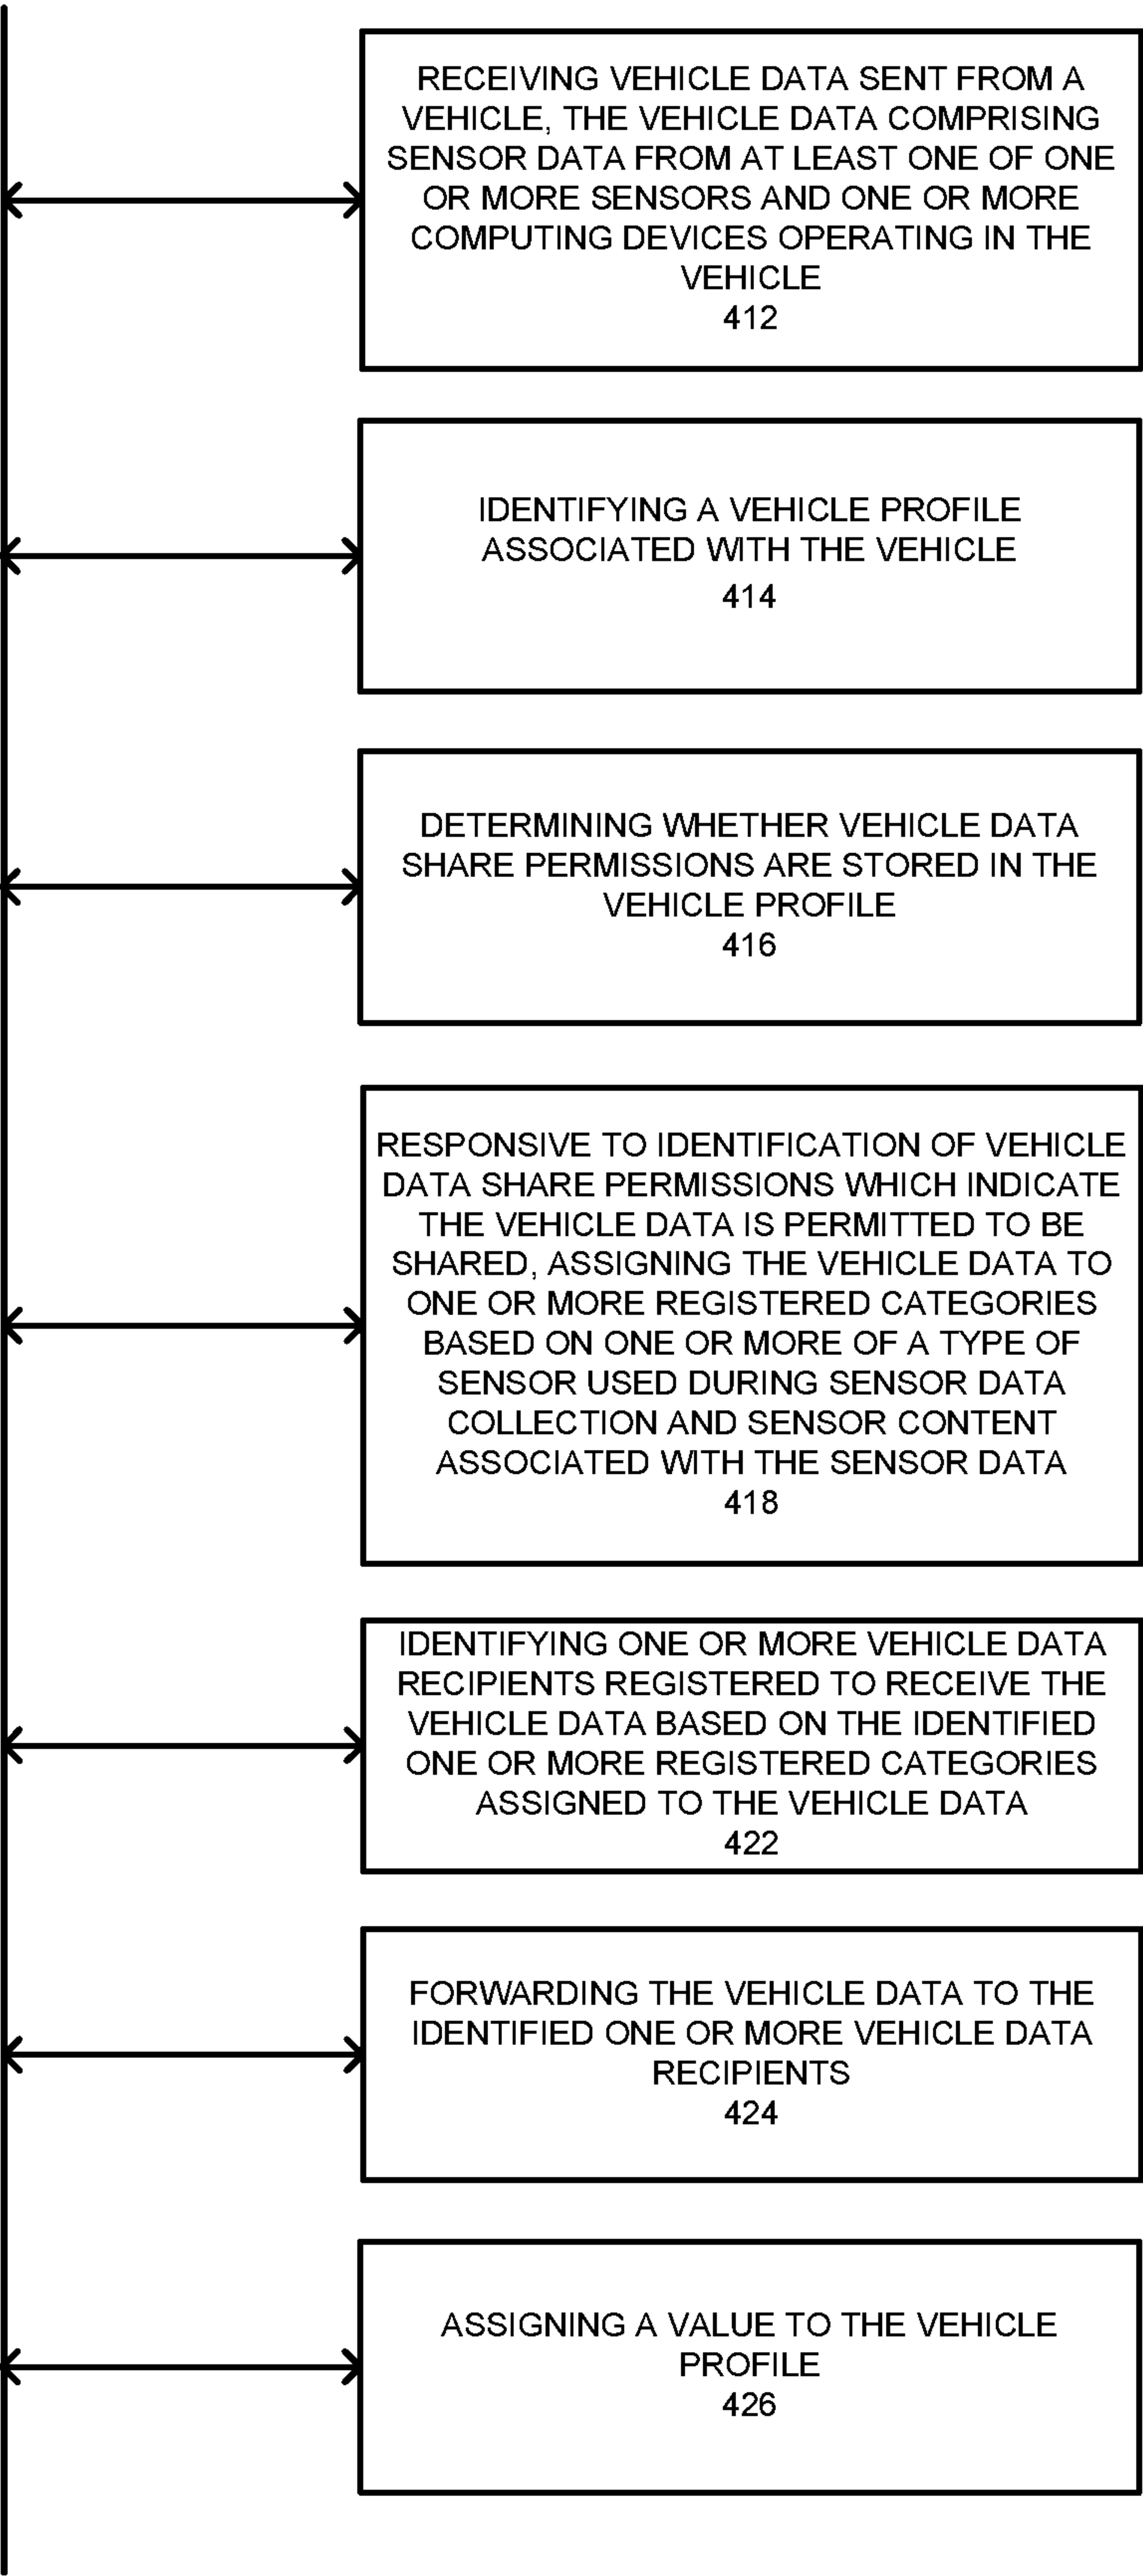 RECEIVING VEHICLE DATA SENT FROM A
VEHICLE, THE VEHICLE DATA COMPRISING
SENSOR DATA FROM AT LEAST ONE OF ONE
OR MORE SENSORS AND ONE OR MORE
COMPUTING DEVICES OPERATING IN THE
VEHICLE
412
IDENTIFYING A VEHICLE PROFILE
ASSOCIATED WITH THE VEHICLE
414
DETERMINING WHETHER VEHICLE DATA
SHARE PERMISSIONS ARE STORED IN THE
VEHICLE PROFILE
416
RESPONSIVE TO IDENTIFICATION OF VEHICLE
DATA SHARE PERMISSIONS WHICH INDICATE
THE VEHICLE DATA IS PERMITTED TO BE
SHARED, ASSIGNING THE VEHICLE DATA TO
ONE OR MORE REGISTERED CATEGORIES
BASED ON ONE OR MORE OF A TYPE OF
SENSOR USED DURING SENSOR DATA
COLLECTION AND SENSOR CONTENT
ASSOCIATED WITH THE SENSOR DATA
418
IDENTIFYING ONE OR MORE VEHICLE DATA
RECIPIENTS REGISTERED TO RECEIVE THE
VEHICLE DATA BASED ON THE IDENTIFIED
ONE OR MORE REGISTERED CATEGORIES
ASSIGNED TO THE VEHICLE DATA
422
FORWARDING THE VEHICLE DATA TO THE
IDENTIFIED ONE OR MORE VEHICLE DATA
RECIPIENTS
424
ASSIGNING A VALUE TO THE VEHICLE
PROFILE
426